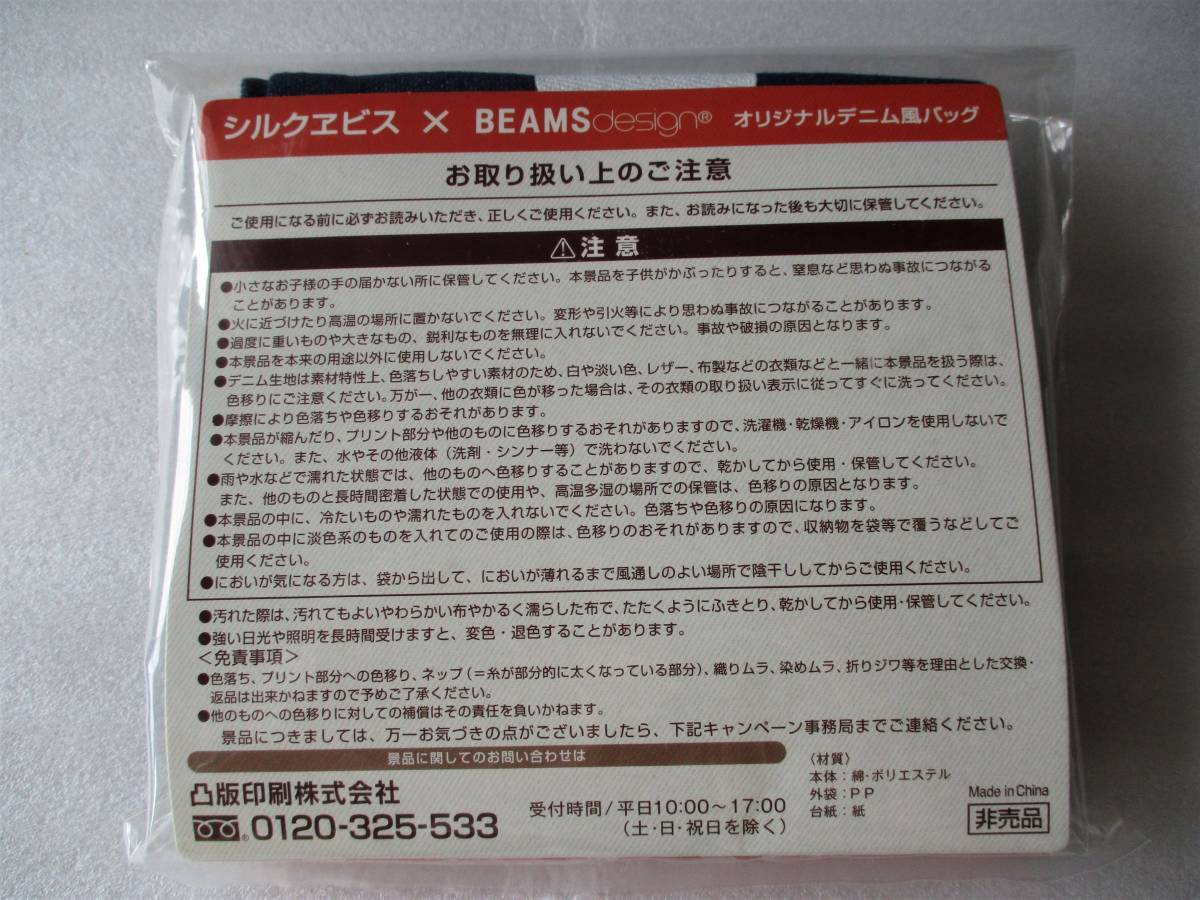 シルクヱビス × BEAMSdesign® オリジナルデニム風バッグ
お取り扱い上のご注意
ご使用になる前に必ずお読みいただき、正しくご使用ください。また、お読みになった後も大切に保管してください。
⚠注意
●小さなお子様の手の届かない所に保管してください。本景品を子供がかぶったりすると、窒息など思わぬ事故につながる
ことがあります。
●火に近づけたり高温の場所に置かないでください。変形や引火等により思わぬ事故につながることがあります。
●過度に重いものや大きなもの、鋭利なものを無理に入れないでください。事故や破損の原因となります。
●本景品を本来の用途以外に使用しないでください。
●デニム生地は素材特性上、色落ちしやすい素材のため、白や淡い色、レザー、布製などの衣類などと一緒に本景品を扱う際は、
色移りにご注意ください。万が一、他の衣類に色が移った場合は、その衣類の取り扱い表示に従ってすぐに洗ってください。
●摩擦により色落ちや色移りするおそれがあります。
●本景品が縮んだり、プリント部分や他のものに色移りするおそれがありますので、洗濯機・乾燥機・アイロンを使用しないで
ください。また、水やその他液体（洗剤・シンナー等）で洗わないでください。
●雨や水などで濡れた状態では、他のものへ色移りすることがありますので、乾かしてから使用・保管してください。
また、他のものと長時間密着した状態での使用や、高温多湿の場所での保管は、色移りの原因となります。
●本景品の中に、冷たいものや濡れたものを入れないでください。色落ちや色移りの原因になります。
●本景品の中に淡色系のものを入れてのご使用の際は、色移りのおそれがありますので、収納物を袋等で覆うなどしてご
使用ください。
●においが気になる方は、袋から出して、においが薄れるまで風通しのよい場所で陰干ししてからご使用ください。
●汚れた際は、汚れてもよいやわらかい布やかるく濡らした布で、たたくようにふきとり、乾かしてから使用・保管してください。
●強い日光や照明を長時間受けますと、変色・退色することがあります。
＜免責事項＞
●色落ち、プリント部分への色移り、ネップ（＝糸が部分的に太くなっている部分）、織りムラ、染めムラ、折りジワ等を理由とした交換・
返品は出来かねますので予めご了承ください。
●他のものへの色移りに対しての補償はその責任を負いかねます。
景品につきましては、万一お気づきの点がございましたら、下記キャンペーン事務局までご連絡ください。
景品に関してのお問い合わせは
凸版印刷株式会社
0120-325-533
受付時間/平日10:00〜17:00
（土・日・祝日を除く）
〈材質〉
本体：綿・ポリエステル
外袋：PP
台紙：紙
Made in China
非売品